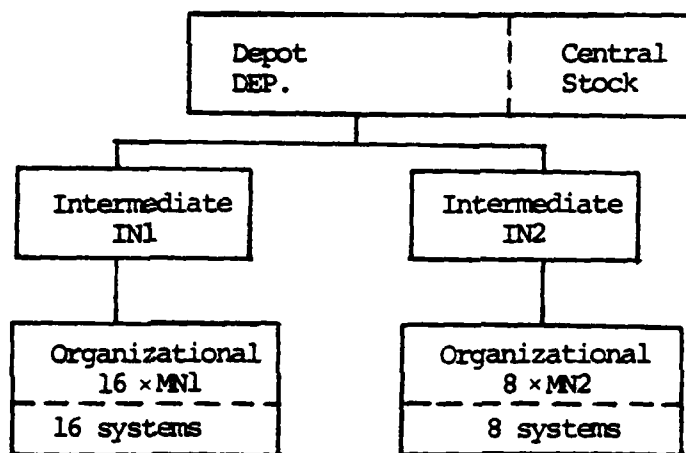 Depot
DEP.
Central
Stock
Intermediate
IN1
Intermediate
IN2
Organizational
16 × MN1
16 systems
Organizational
8 × MN2
8 systems